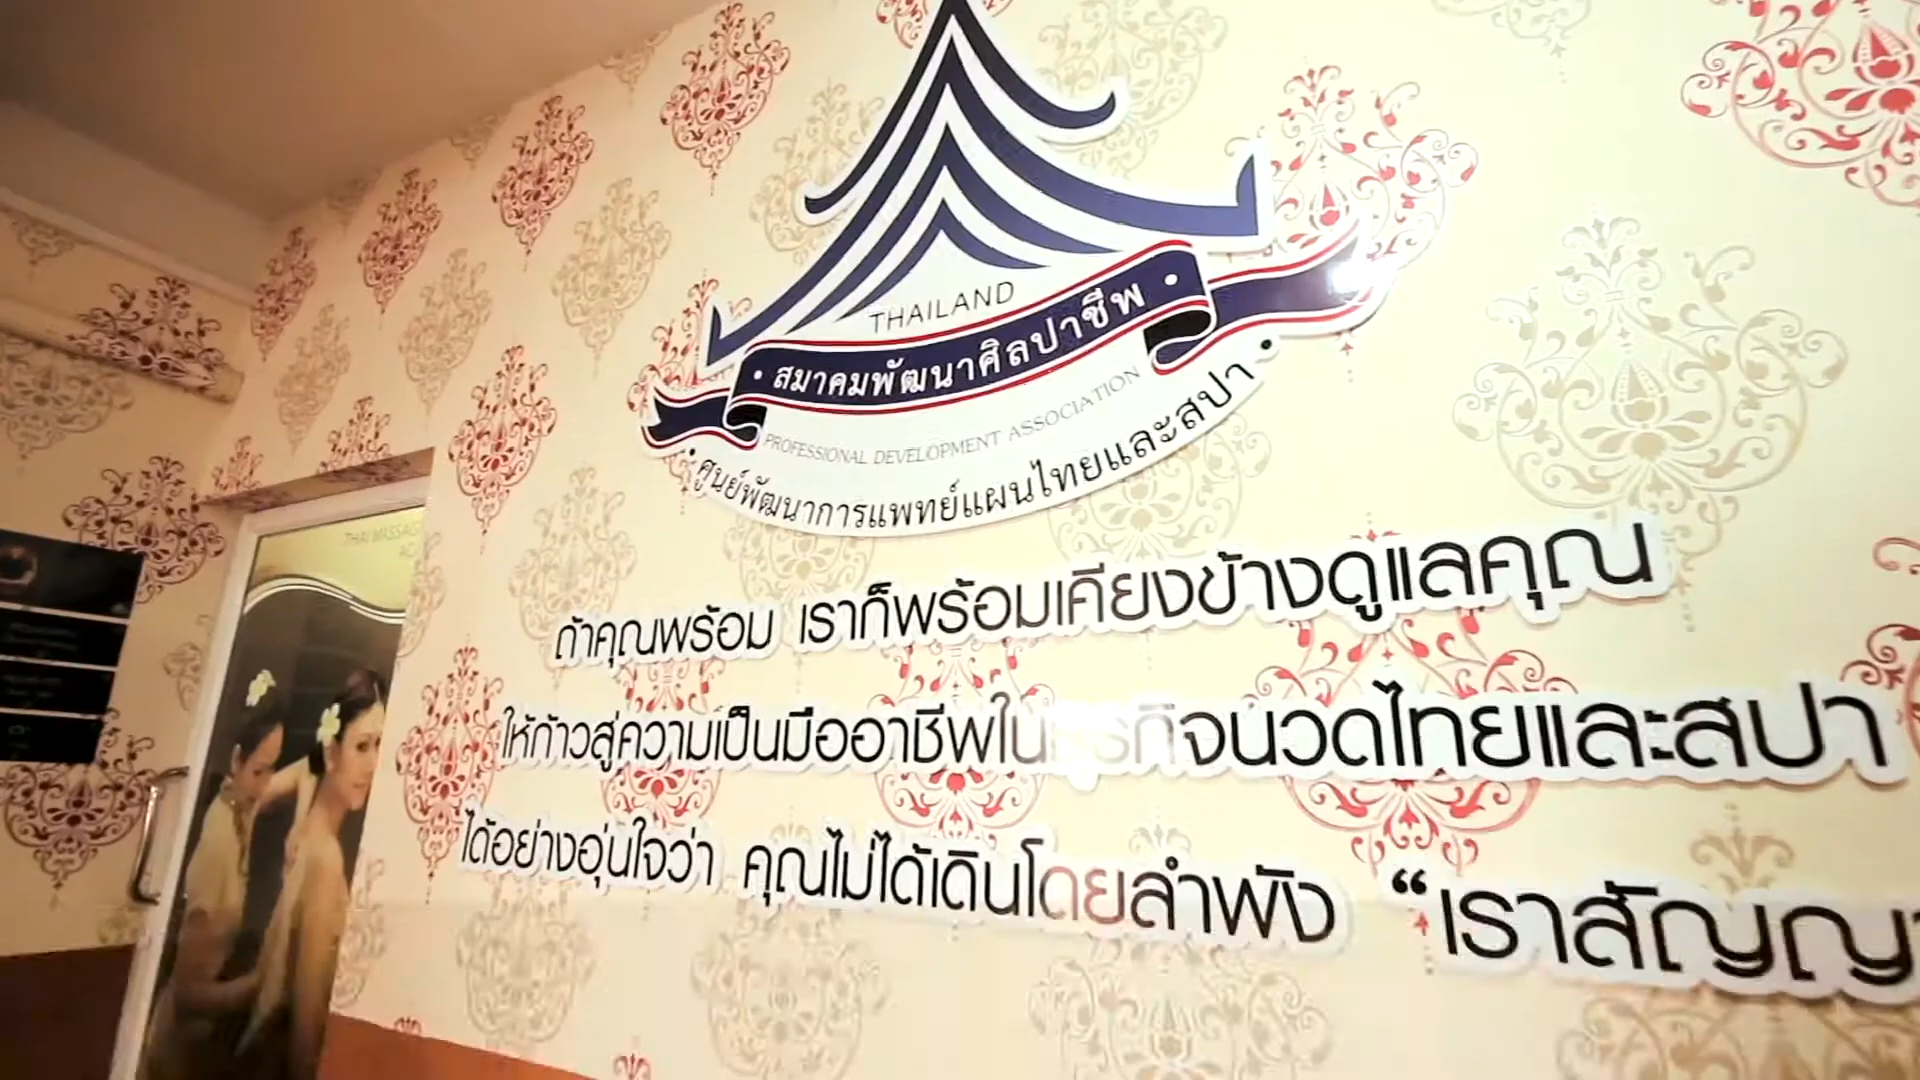 THAILAND
• สมาคมพัฒนาศิลปาชีพ •
PROFESSIONAL DEVELOPMENT ASSOCIATION
• ศูนย์พัฒนาการแพทย์แผนไทยและสปา •
ถ้าคุณพร้อม เราก็พร้อมเคียงข้างดูแลคุณ
ให้ก้าวสู่ความเป็นมืออาชีพในธุรกิจนวดไทยและสปา
ได้อย่างอุ่นใจว่า คุณไม่ได้เดินโดยลำพัง “เราสัญญา
THAI MASSAG